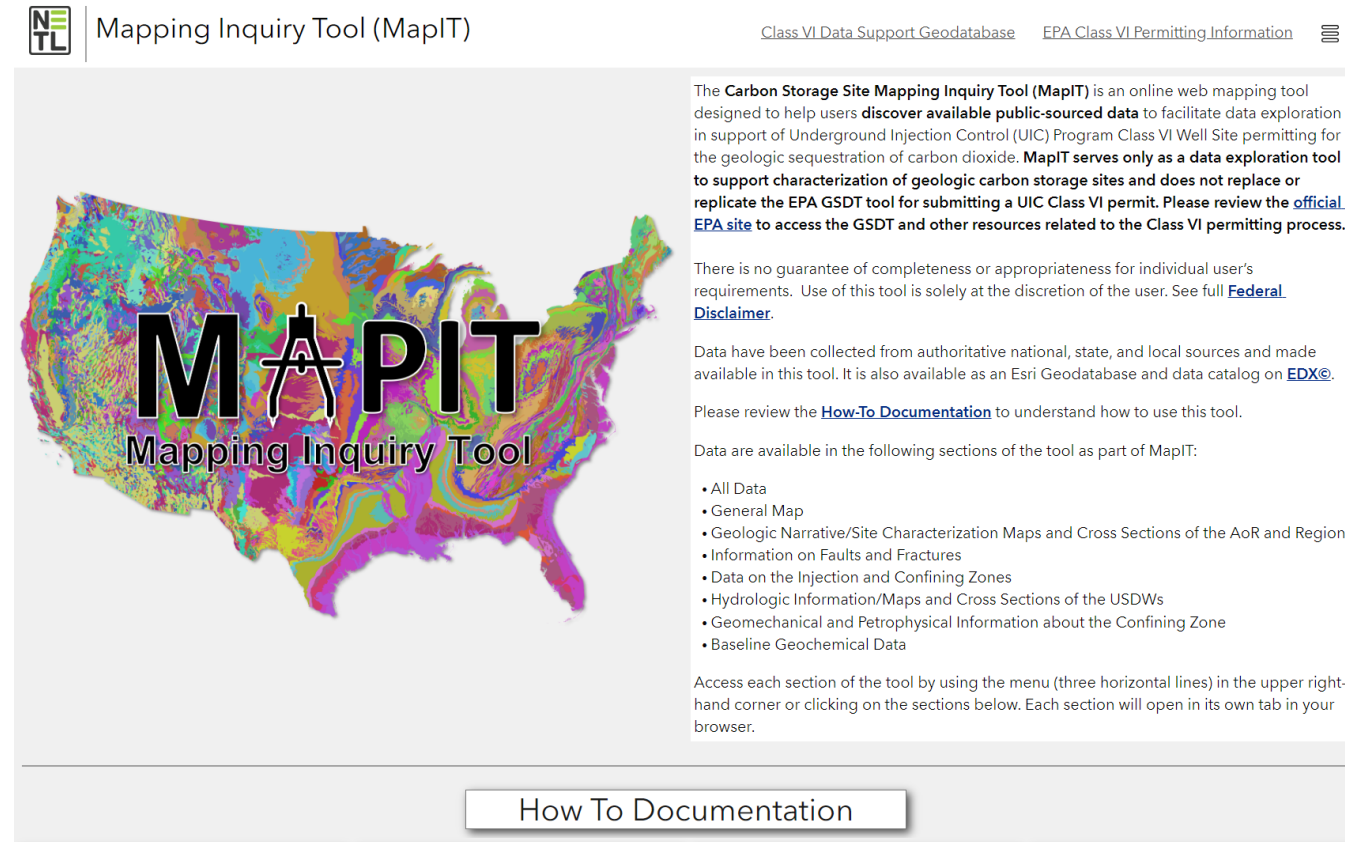 NETL
Mapping Inquiry Tool (MapIT)
Class VI Data Support Geodatabase
EPA Class VI Permitting Information
The Carbon Storage Site Mapping Inquiry Tool (MapIT) is an online web mapping tool
designed to help users discover available public-sourced data to facilitate data exploration
in support of Underground Injection Control (UIC) Program Class VI Well Site permitting for
the geologic sequestration of carbon dioxide. MapIT serves only as a data exploration tool
to support characterization of geologic carbon storage sites and does not replace or
replicate the EPA GSDT tool for submitting a UIC Class VI permit. Please review the official
EPA site to access the GSDT and other resources related to the Class VI permitting process.
There is no guarantee of completeness or appropriateness for individual user's
requirements. Use of this tool is solely at the discretion of the user. See full Federal
Disclaimer.
Data have been collected from authoritative national, state, and local sources and made
available in this tool. It is also available as an Esri Geodatabase and data catalog on EDX©.
Please review the How-To Documentation to understand how to use this tool.
Data are available in the following sections of the tool as part of MapIT:
• All Data
• General Map
• Geologic Narrative/Site Characterization Maps and Cross Sections of the AoR and Region
• Information on Faults and Fractures
• Data on the Injection and Confining Zones
• Hydrologic Information/Maps and Cross Sections of the USDWs
• Geomechanical and Petrophysical Information about the Confining Zone
• Baseline Geochemical Data
Access each section of the tool by using the menu (three horizontal lines) in the upper right-
hand corner or clicking on the sections below. Each section will open in its own tab in your
browser.
MAPIT
Mapping Inquiry Tool
How To Documentation